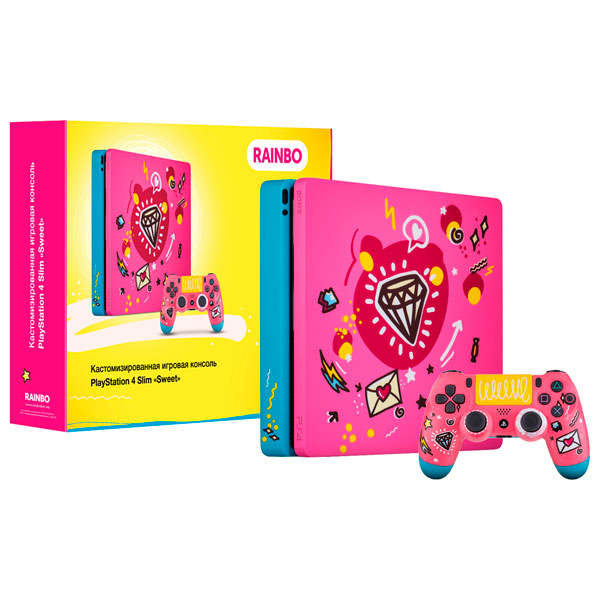 Кастомизированная игровая консоль
PlayStation 4 Slim «Sweet»
RAINBO
RAINBO
Кастомизированная игровая консоль
PlayStation 4 Slim «Sweet»
SONY
PS4